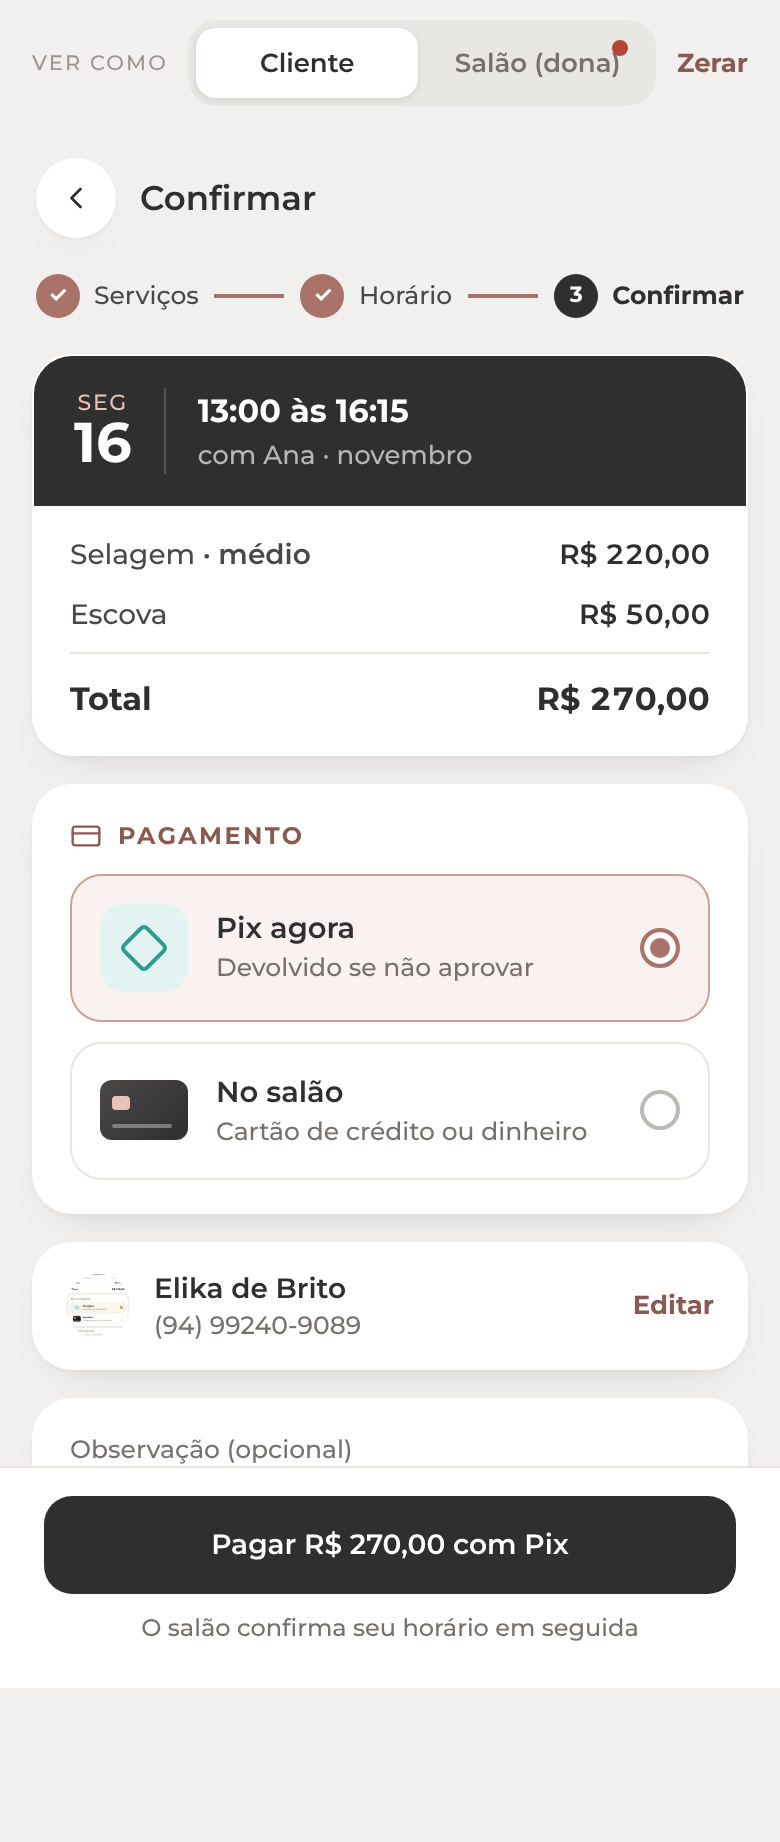 VER COMO
Cliente
Salão (dona)
Zerar
Confirmar
Serviços
Horário
3 Confirmar
SEG
16
13:00 às 16:15
com Ana · novembro
Selagem · médio R$ 220,00
Escova R$ 50,00
Total R$ 270,00
PAGAMENTO
Pix agora
Devolvido se não aprovar
No salão
Cartão de crédito ou dinheiro
Elika de Brito
(94) 99240-9089
Editar
Observação (opcional)
Pagar R$ 270,00 com Pix
O salão confirma seu horário em seguida